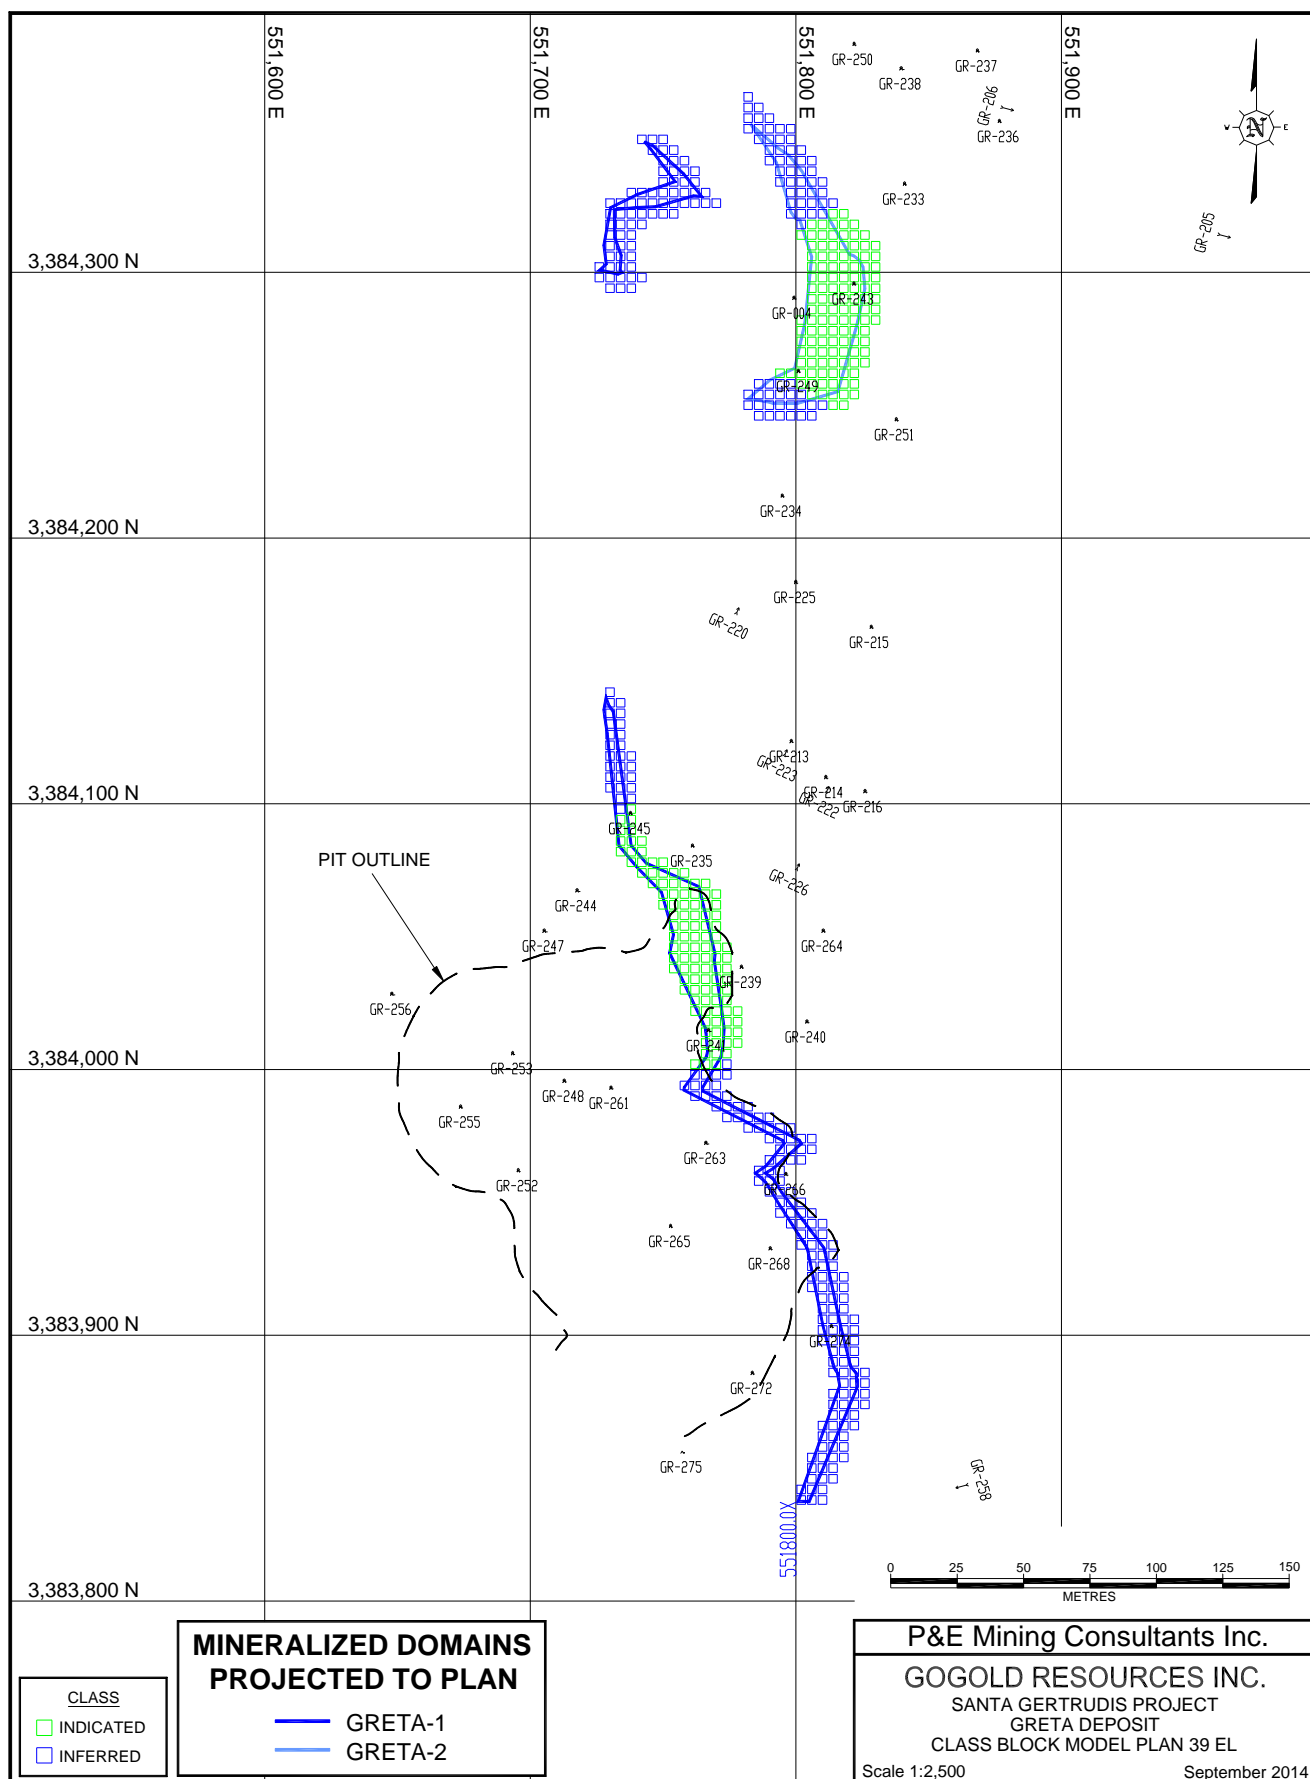 551,600 E
551,700 E
551,800 E
551,900 E
GR-250
GR-238
GR-237
GR-206
GR-236
N
W
E
GR-233
GR-205
3,384,300 N
GR-243
GR-004
GR-249
GR-251
GR-234
3,384,200 N
GR-225
GR-220
GR-215
GR-213
GR-223
GR-214
GR-222
GR-216
3,384,100 N
GR-245
GR-235
PIT OUTLINE
GR-226
GR-244
GR-247
GR-264
GR-239
GR-256
GR-240
GR-241
3,384,000 N
GR-253
GR-248
GR-261
GR-255
GR-263
GR-252
GR-266
GR-265
GR-268
3,383,900 N
GR-274
GR-272
GR-275
GR-258
551800.0X
0 25 50 75 100 125 150
METRES
3,383,800 N
CLASS
INDICATED
INFERRED
MINERALIZED DOMAINS
PROJECTED TO PLAN
GRETA-1
GRETA-2
P&E Mining Consultants Inc.
GOGOLD RESOURCES INC.
SANTA GERTRUDIS PROJECT
GRETA DEPOSIT
CLASS BLOCK MODEL PLAN 39 EL
Scale 1:2,500 September 2014